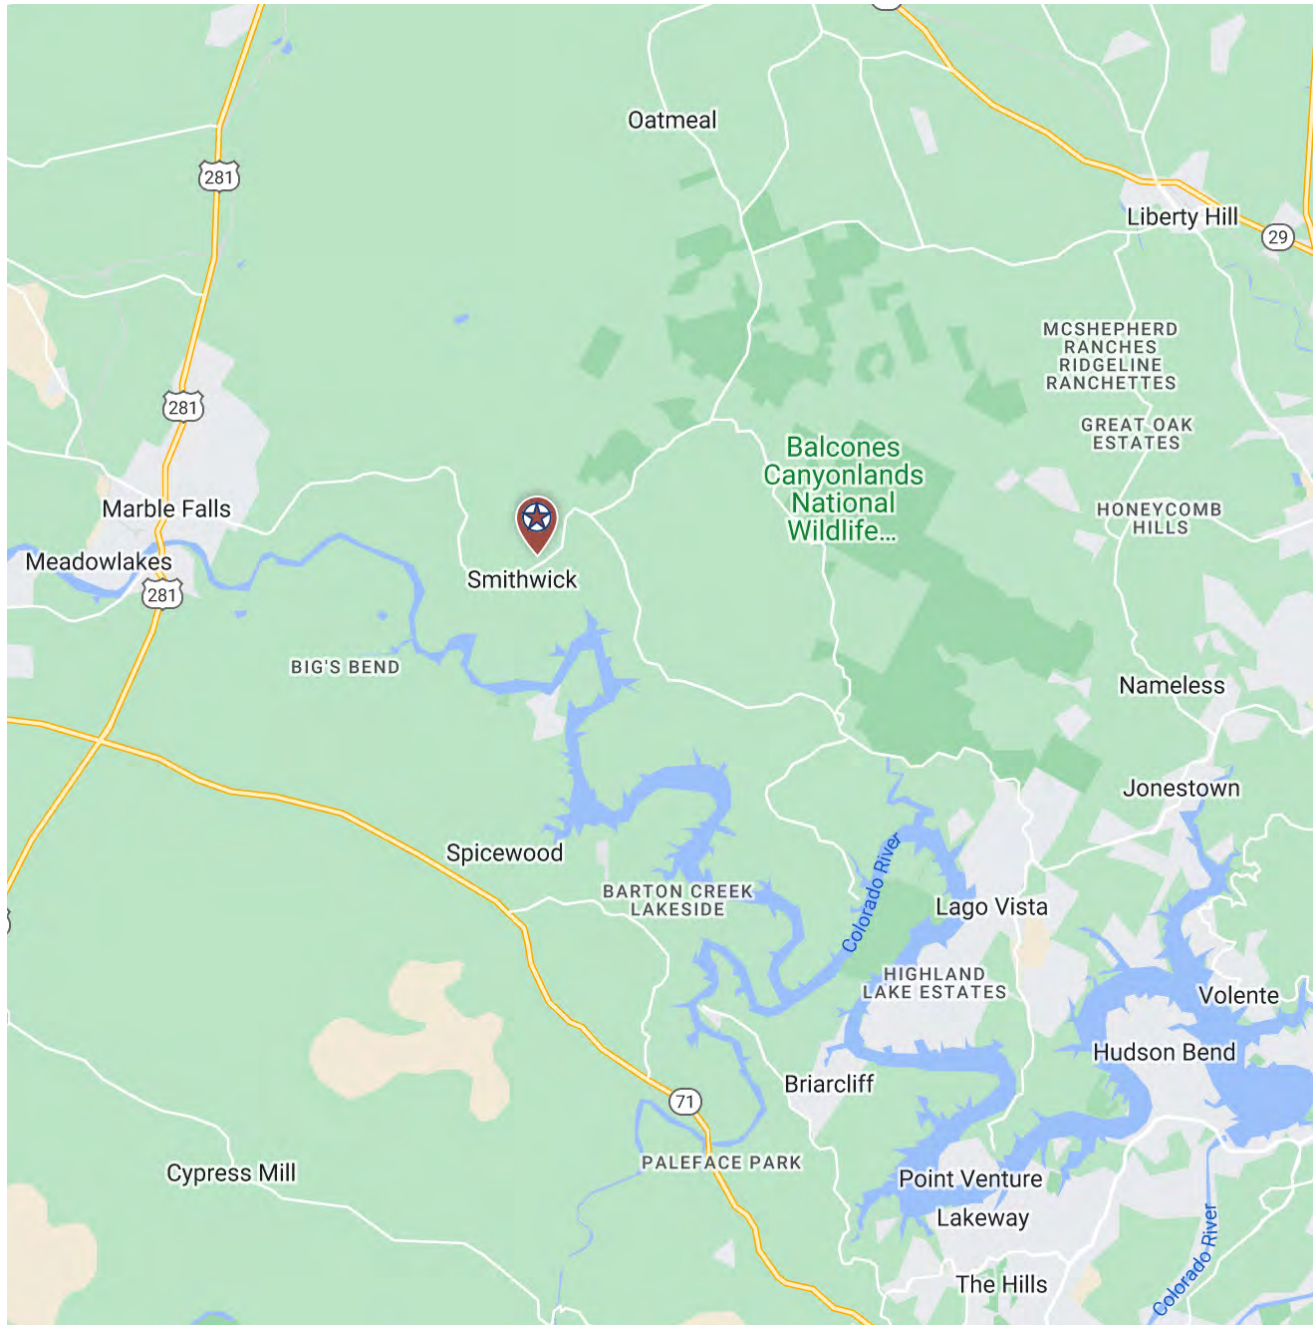 Oatmeal
281
Liberty Hill
29
MCSHEPHERD
RANCHES
RIDGELINE
RANCHETTES
281
GREAT OAK
ESTATES
Balcones
Canyonlands
National
Wildlife...
Marble Falls
HONEYCOMB
HILLS
Meadowlakes
Smithwick
281
BIG'S BEND
Nameless
Jonestown
Spicewood
BARTON CREEK
LAKESIDE
Colorado River
Lago Vista
HIGHLAND
LAKE ESTATES
Volente
Hudson Bend
Briarcliff
71
PALEFACE PARK
Cypress Mill
Point Venture
Lakeway
Colorado River
The Hills